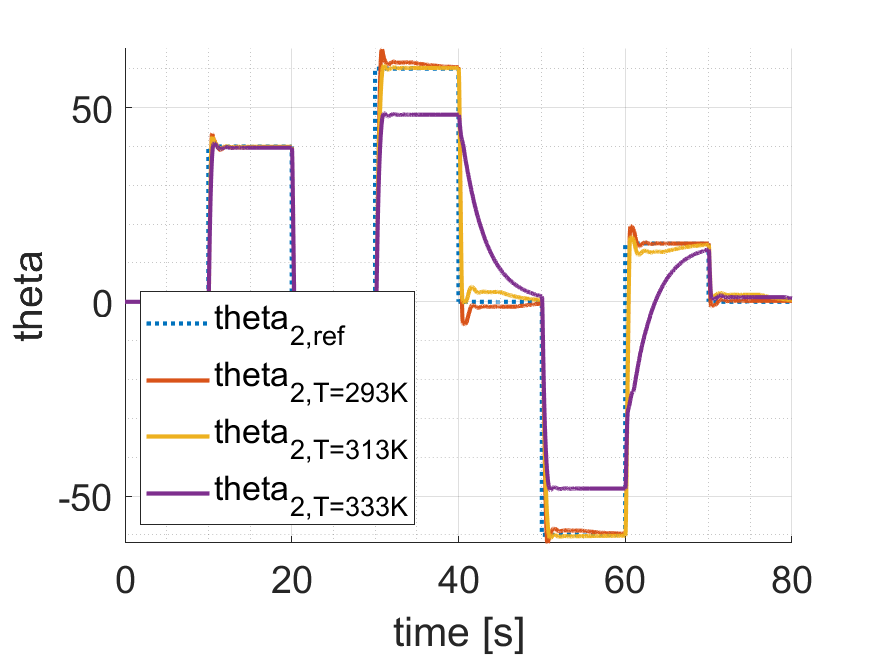 50
0
-50
theta
theta2,ref
theta2,T=293K
theta2,T=313K
theta2,T=333K
0 20 40 60 80
time [s]